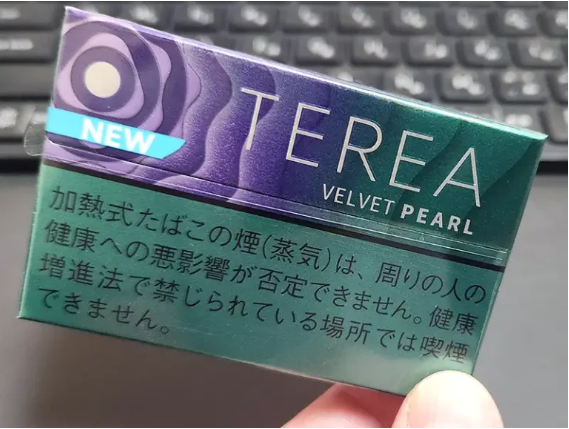 NEW
TEREA
VELVET PEARL
加熱式たばこの煙(蒸気)は、周りの人の
健康への悪影響が否定できません。健康
増進法で禁じられている場所では喫煙
できません。